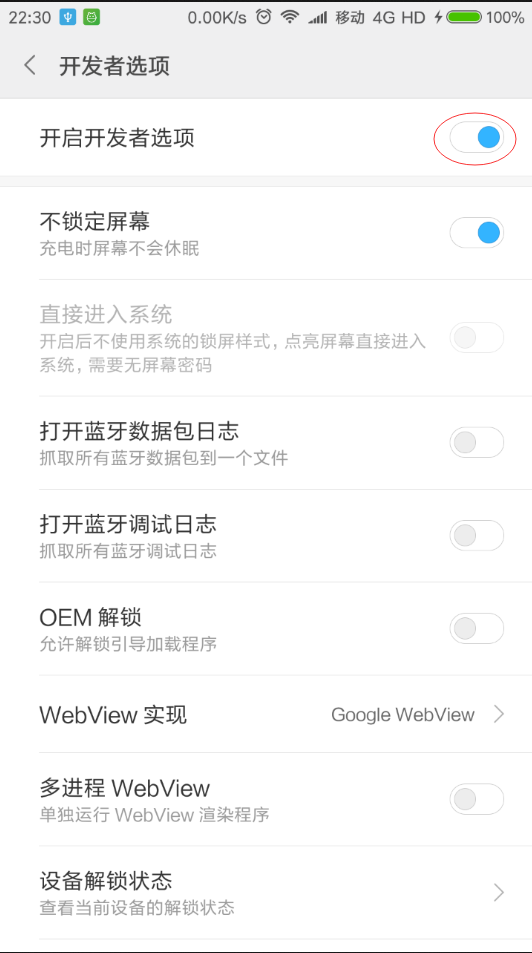 22:30 0.00K/s 移动 4G HD 100%
开发者选项
开启开发者选项
不锁定屏幕
充电时屏幕不会休眠
直接进入系统
开启后不使用系统的锁屏样式，点亮屏幕直接进入
系统，需要无屏幕密码
打开蓝牙数据包日志
抓取所有蓝牙数据包到一个文件
打开蓝牙调试日志
抓取所有蓝牙调试日志
OEM 解锁
允许解锁引导加载程序
WebView 实现 Google WebView
多进程 WebView
单独运行 WebView 渲染程序
设备解锁状态
查看当前设备的解锁状态